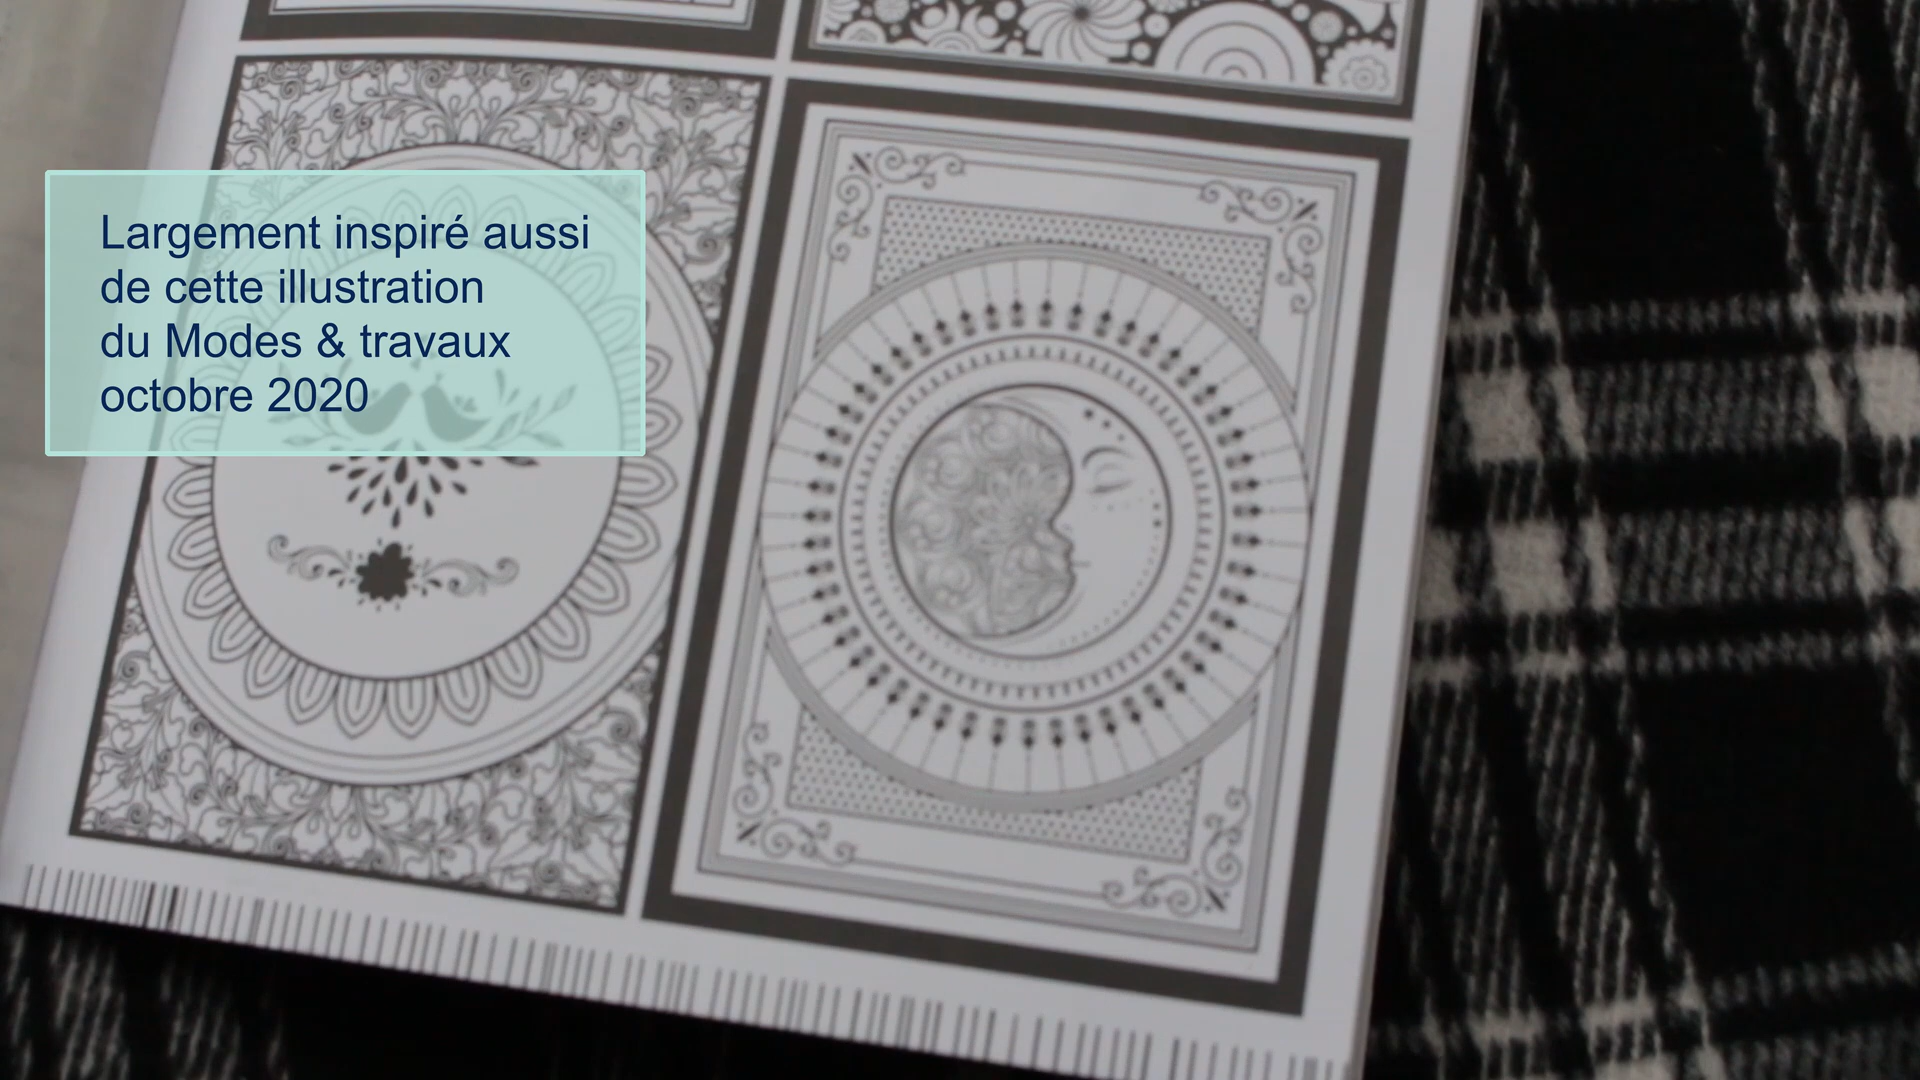 Largement inspiré aussi
de cette illustration
du Modes & travaux
octobre 2020